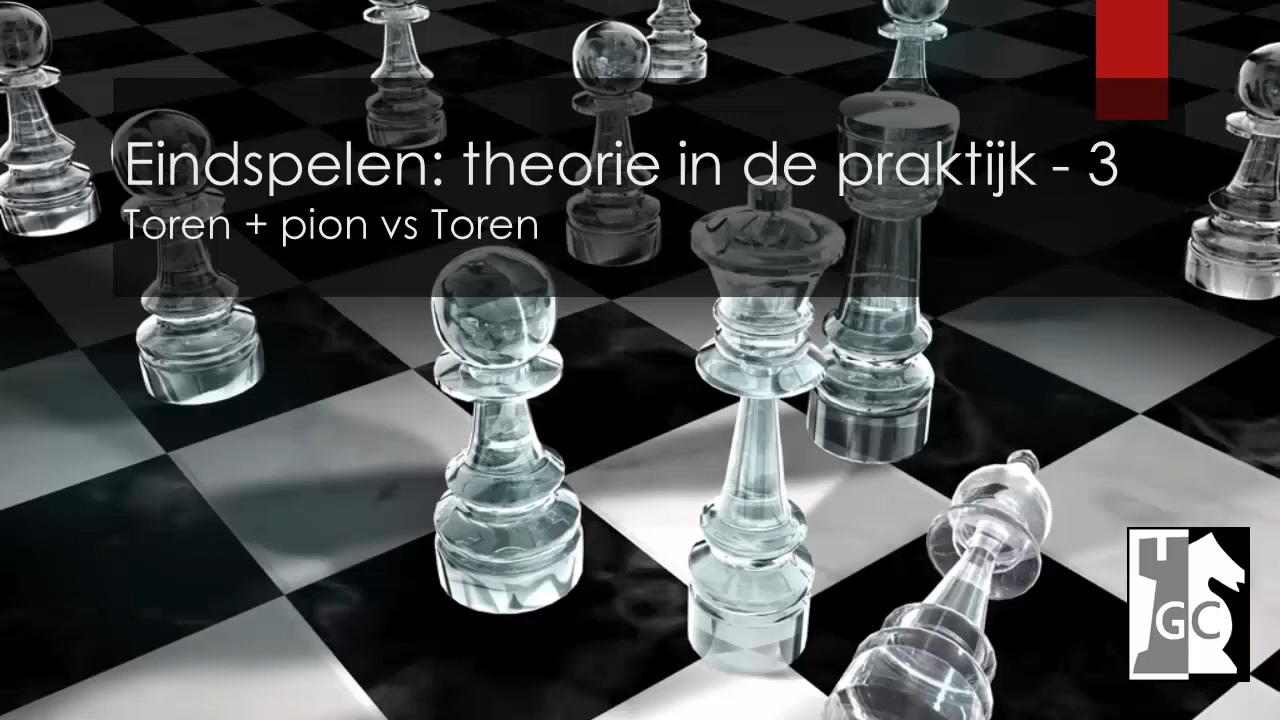 Eindspelen: theorie in de praktijk - 3
Toren + pion vs Toren
GC